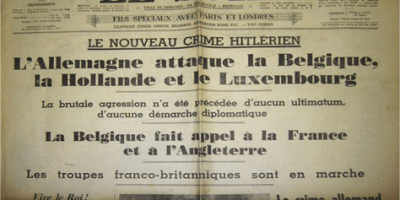 FILS SPÉCIAUX AVEC PARIS ET LONDRES
LE NOUVEAU CRIME HITLÉRIEN
L'Allemagne attaque la Belgique,
la Hollande et le Luxembourg
La brutale agression n'a été précédée d'aucun ultimatum,
d'aucune démarche diplomatique
La Belgique fait appel à la France
et à l'Angleterre
Les troupes franco-britanniques sont en marche
Vive le Roi!
Le crime allemand